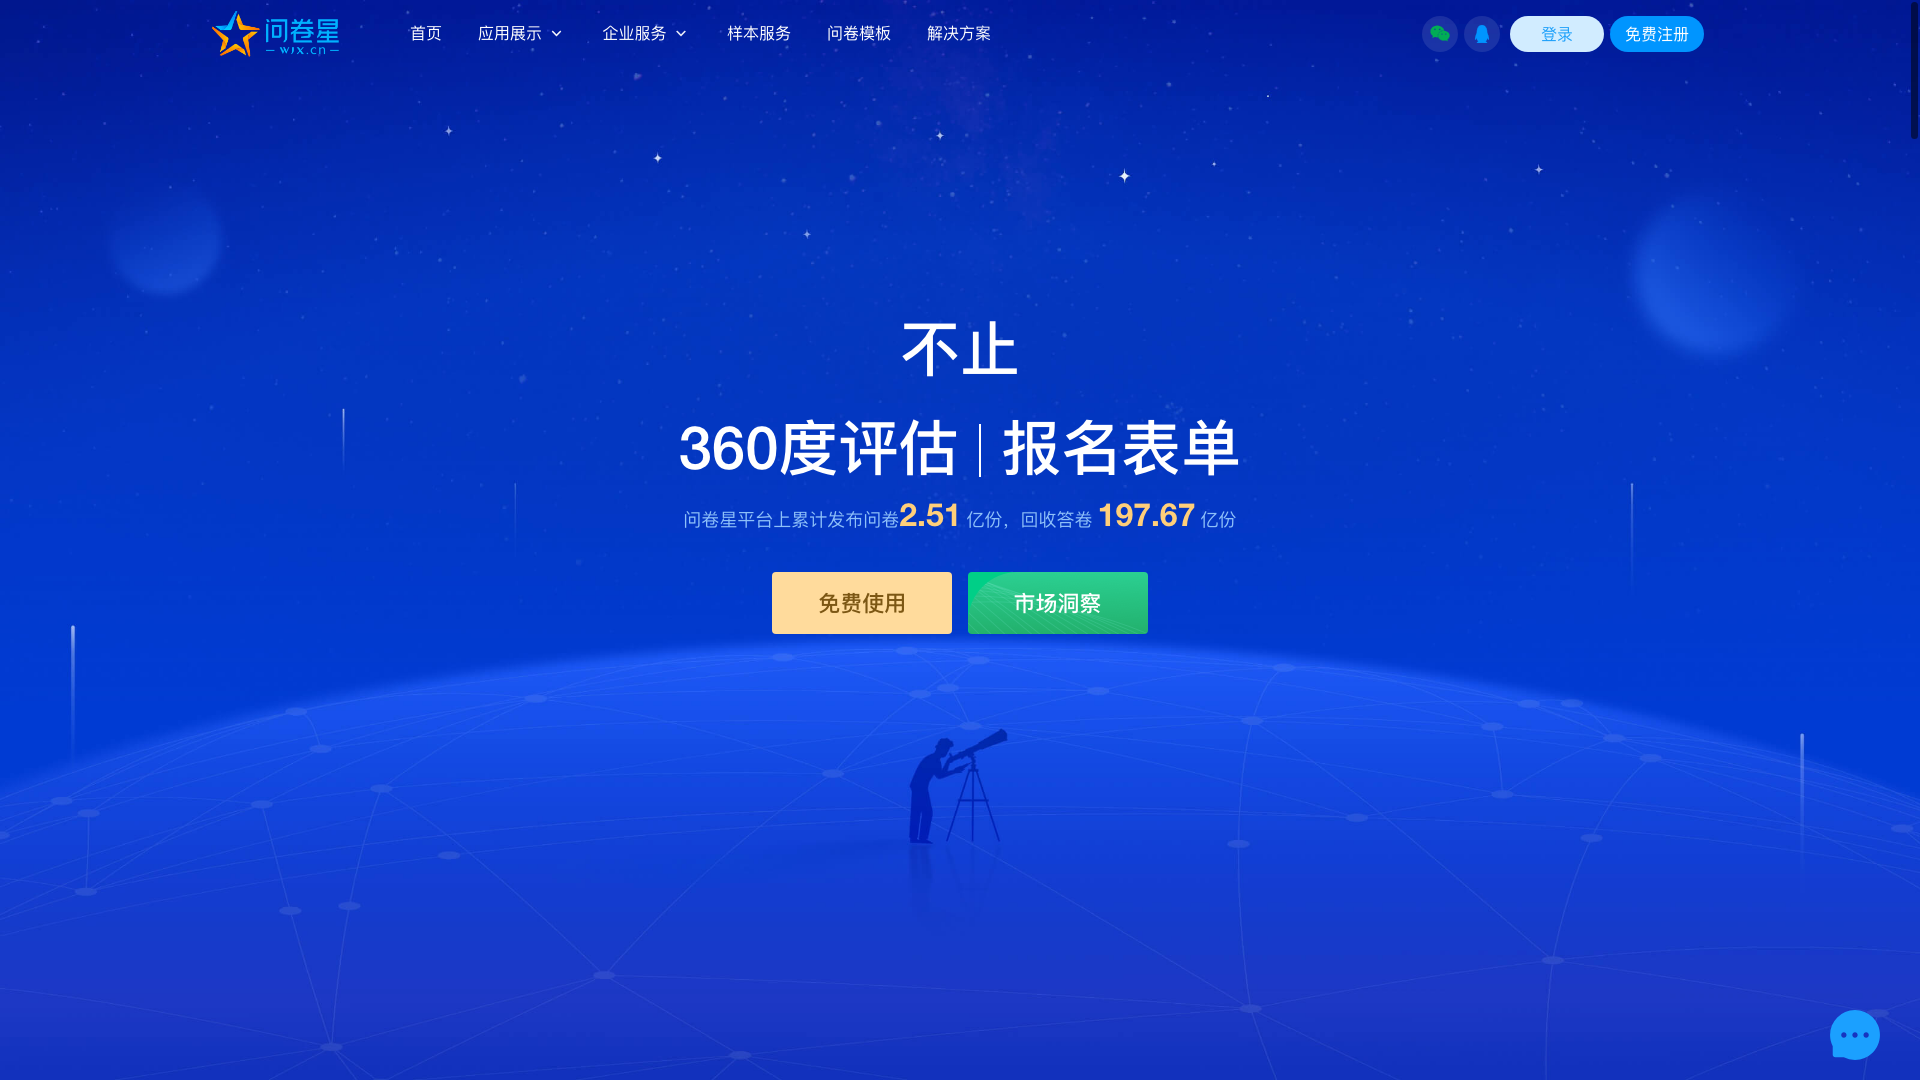 问卷星
wjx.cn
首页 应用展示 企业服务 样本服务 问卷模板 解决方案 登录 免费注册
不止
360度评估 | 报名表单
问卷星平台上累计发布问卷2.51 亿份，回收答卷 197.67 亿份
免费使用 市场洞察